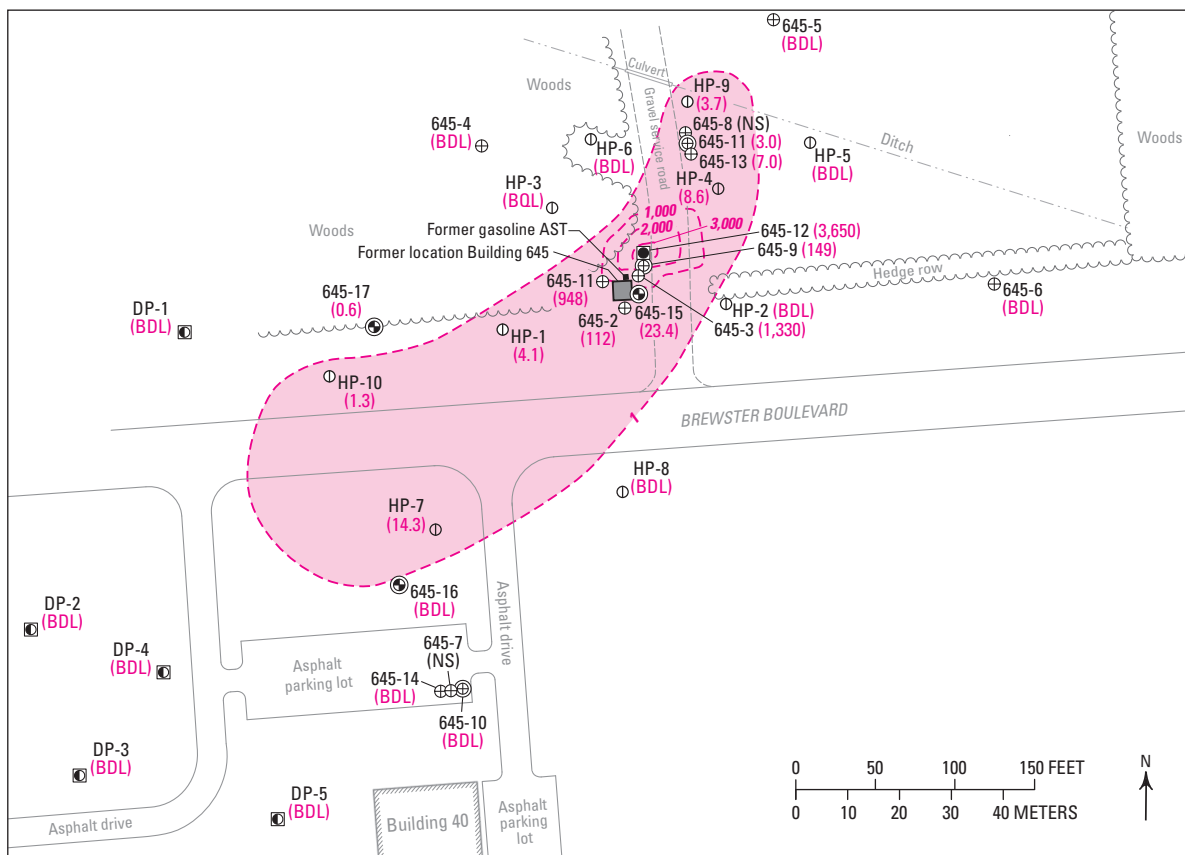 645-5
(BDL)
Culvert
Woods
HP-9
(3.7)
Gravel service road
645-4
(BDL)
645-8 (NS)
645-11 (3.0)
645-13 (7.0)
HP-6
(BDL)
HP-5
(BDL)
Ditch
Woods
HP-3
(BQL)
HP-4
(8.6)
1,000
2,000
3,000
Woods
Former gasoline AST
Former location Building 645
645-12 (3,650)
645-9 (149)
Hedge row
645-11
(948)
645-17
(0.6)
DP-1
(BDL)
HP-1
(4.1)
645-2
(112)
645-15
(23.4)
HP-2 (BDL)
645-3 (1,330)
645-6
(BDL)
HP-10
(1.3)
1
BREWSTER BOULEVARD
HP-8
(BDL)
HP-7
(14.3)
645-16
(BDL)
Asphalt drive
DP-2
(BDL)
DP-4
(BDL)
Asphalt
parking lot
645-7
(NS)
645-14
(BDL)
645-10
(BDL)
DP-3
(BDL)
DP-5
(BDL)
Asphalt drive
Building 40
Asphalt
parking
lot
0 50 100 150 FEET
0 10 20 30 40 METERS
N